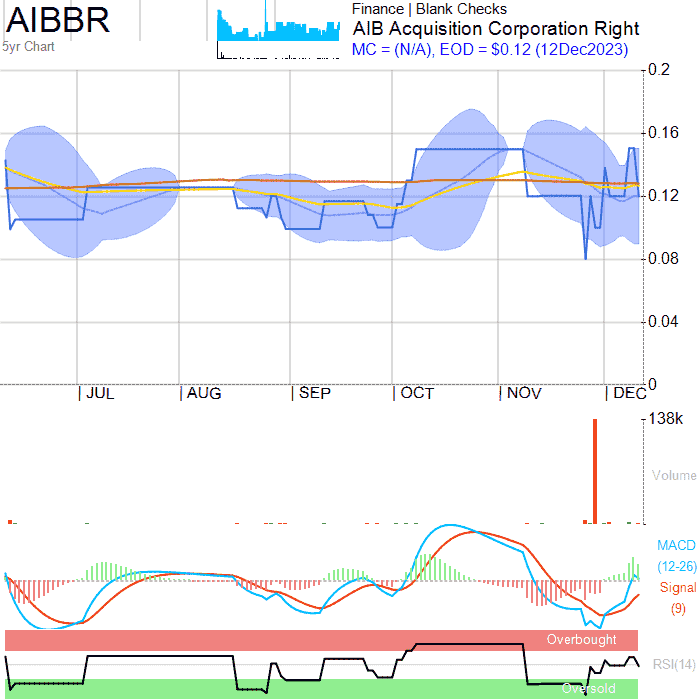 AIBBR
5yr Chart
Finance | Blank Checks
AIB Acquisition Corporation Right
MC = (N/A), EOD = $0.12 (12Dec2023)
0.2
0.16
0.12
0.08
0.04
0
| JUL | AUG | SEP | OCT | NOV | DEC
138k
Volume
MACD
(12-26)
Signal
(9)
Overbought
RSI(14)
Oversold